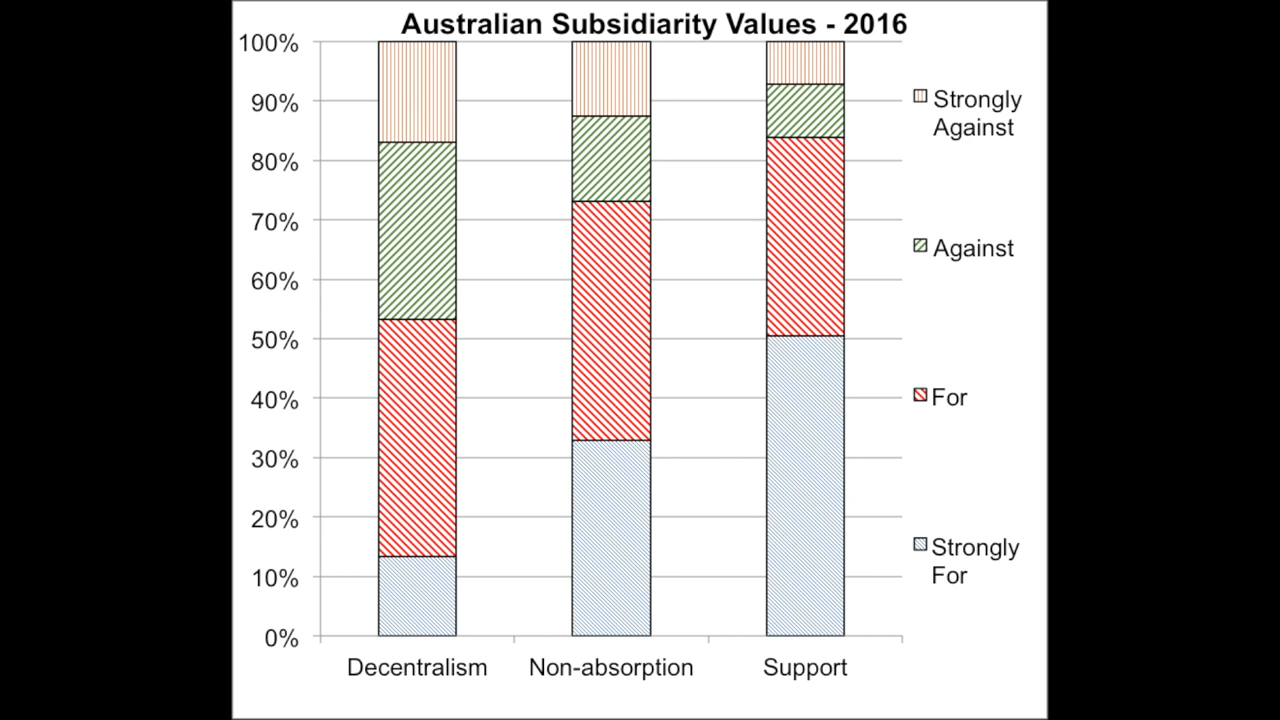 Australian Subsidiarity Values - 2016
100%
90%
80%
70%
60%
50%
40%
30%
20%
10%
0%
Decentralism
Non-absorption
Support
Strongly
Against
Against
For
Strongly
For